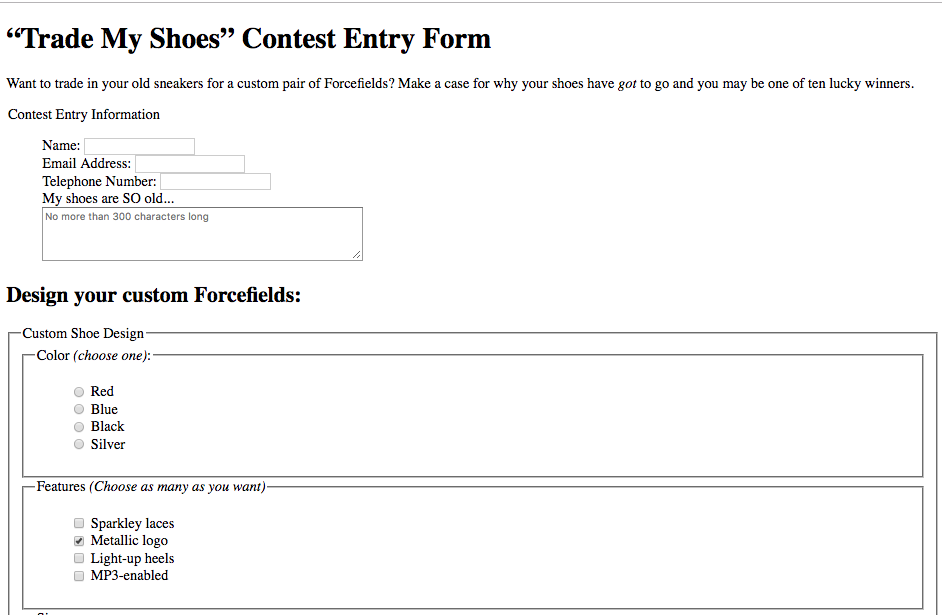 “Trade My Shoes” Contest Entry Form
Want to trade in your old sneakers for a custom pair of Forcefields? Make a case for why your shoes have got to go and you may be one of ten lucky winners.
Contest Entry Information
Name:
Email Address:
Telephone Number:
My shoes are SO old...
No more than 300 characters long
Design your custom Forcefields:
Custom Shoe Design
Color (choose one):
Red
Blue
Black
Silver
Features (Choose as many as you want)
Sparkley laces
Metallic logo
Light-up heels
MP3-enabled